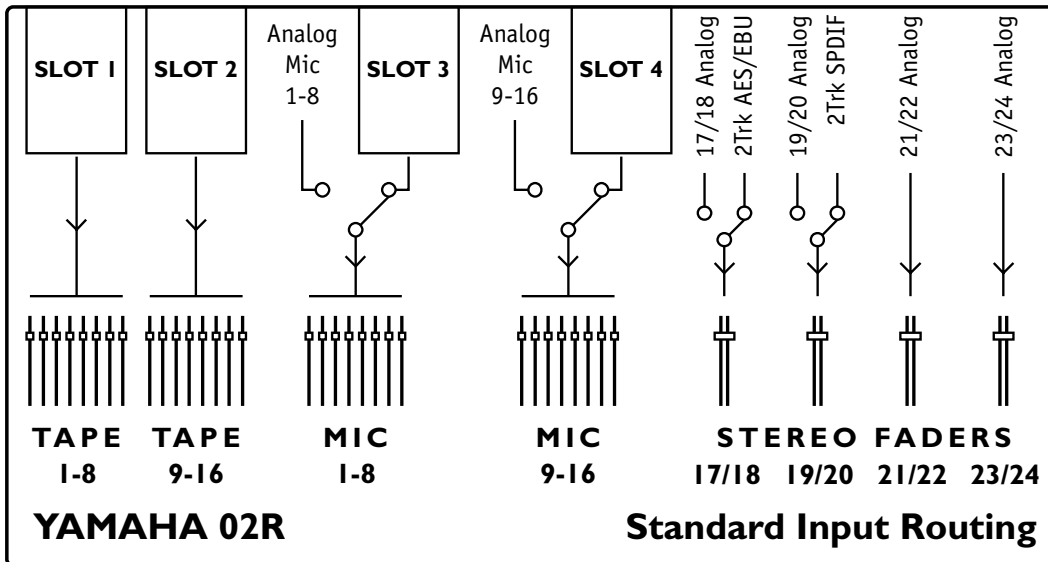 SLOT 1
SLOT 2
Analog
Mic
1-8
SLOT 3
Analog
Mic
9-16
SLOT 4
17/18 Analog
2Trk AES/EBU
19/20 Analog
2Trk SPDIF
21/22 Analog
23/24 Analog
TAPE
1-8
TAPE
9-16
MIC
1-8
MIC
9-16
STEREO FADERS
17/18 19/20 21/22 23/24
YAMAHA 02R
Standard Input Routing